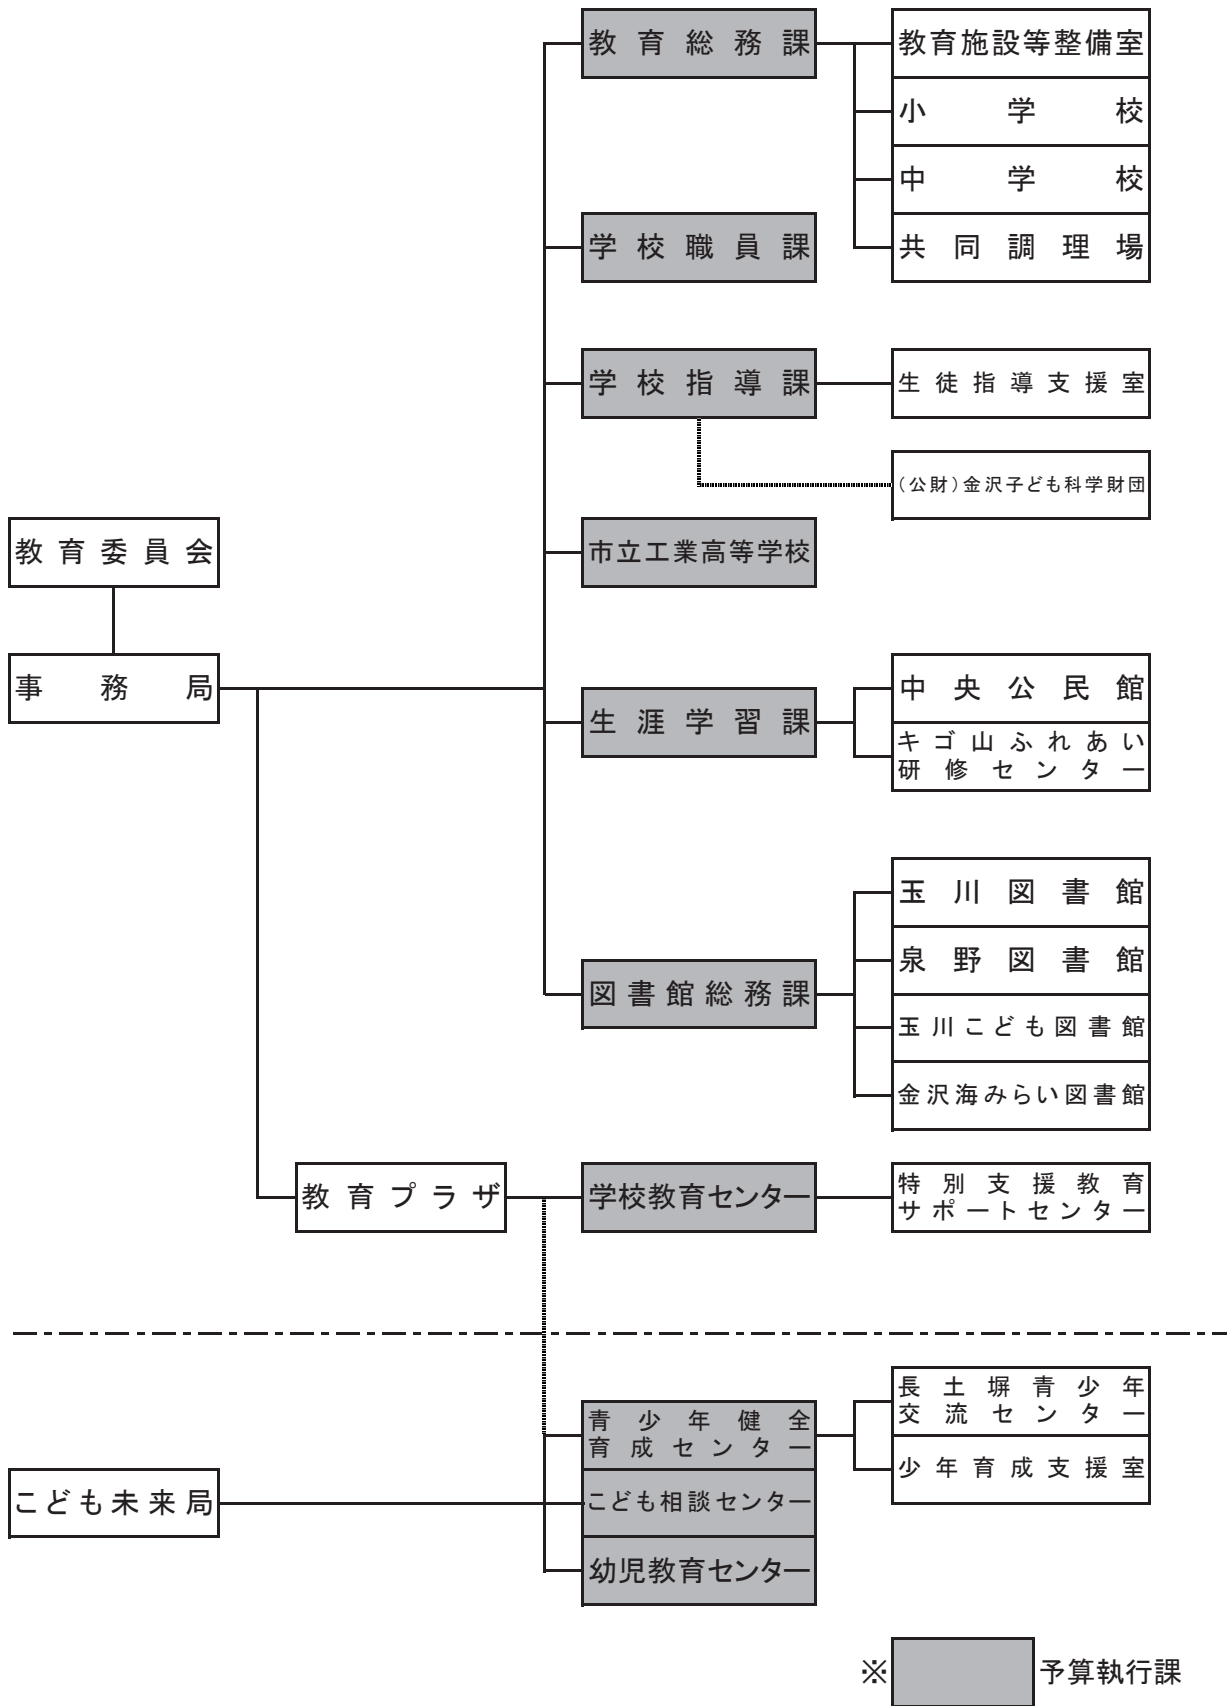 教育総務課
教育施設等整備室
小学校
中学校
学校職員課
共同調理場
学校指導課
生徒指導支援室
(公財)金沢子ども科学財団
教育委員会
市立工業高等学校
事務局
生涯学習課
中央公民館
キゴ山ふれあい
研修センター
図書館総務課
玉川図書館
泉野図書館
玉川こども図書館
金沢海みらい図書館
教育プラザ
学校教育センター
特別支援教育
サポートセンター
こども未来局
青少年健全
育成センター
長土塀青少年
交流センター
少年育成支援室
こども相談センター
幼児教育センター
※ 予算執行課